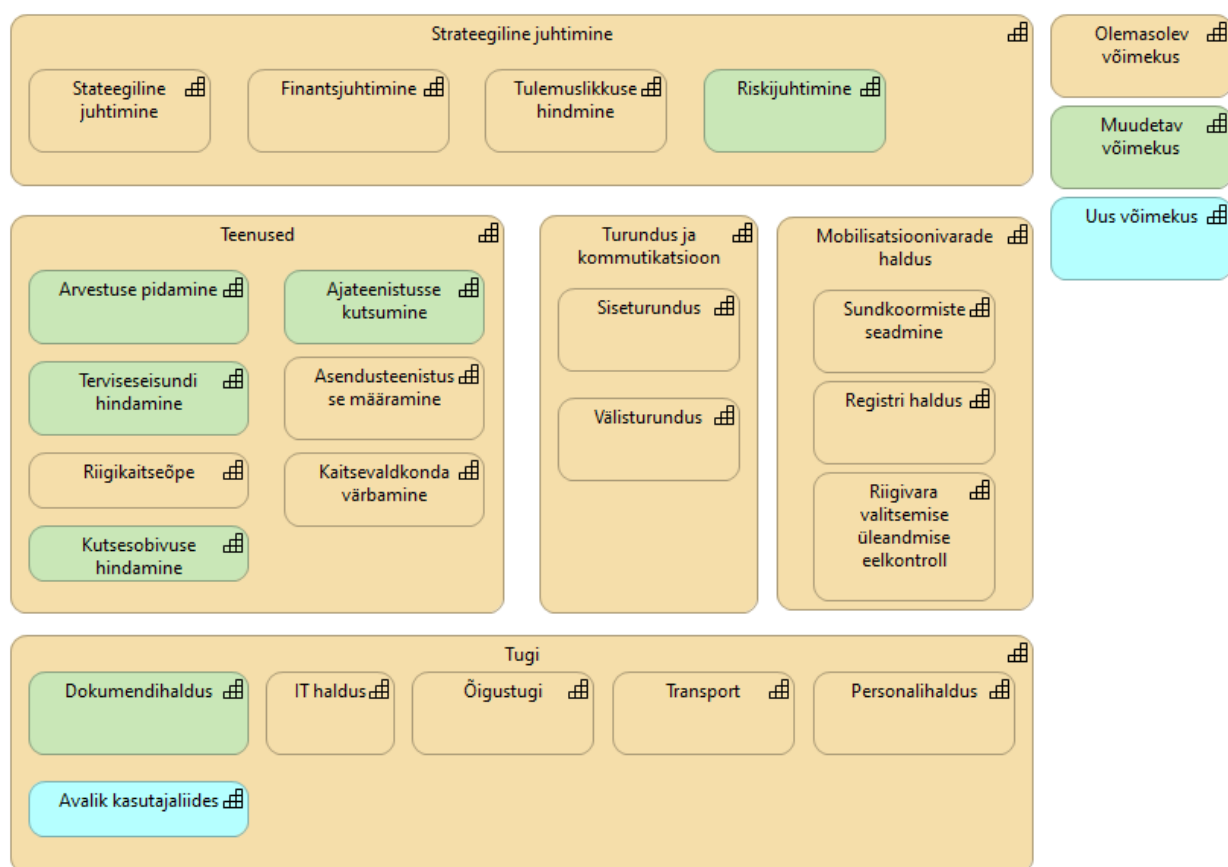 Strateegiline juhtimine
Stateegiline
juhtimine
Finantsjuhtimine
Tulemuslikkuse
hindmine
Riskijuhtimine
Olemasolev
võimekus
Muudetav
võimekus
Uus võimekus
Teenused
Arvestuse pidamine
Ajateenistusse
kutsumine
Terviseseisundi
hindamine
Asendusteenistus
se määramine
Riigikaitseõpe
Kaitsevaldkonda
värbamine
Kutsesobivuse
hindamine
Turundus ja
kommutikatsioon
Siseturundus
Välisturundus
Mobilisatsioonivarade
haldus
Sundkoormiste
seadmine
Registri haldus
Riigivara
valitsemise
üleandmise
eelkontroll
Tugi
Dokumendihaldus
IT haldus
Õigustugi
Transport
Personalihaldus
Avalik kasutajaliides